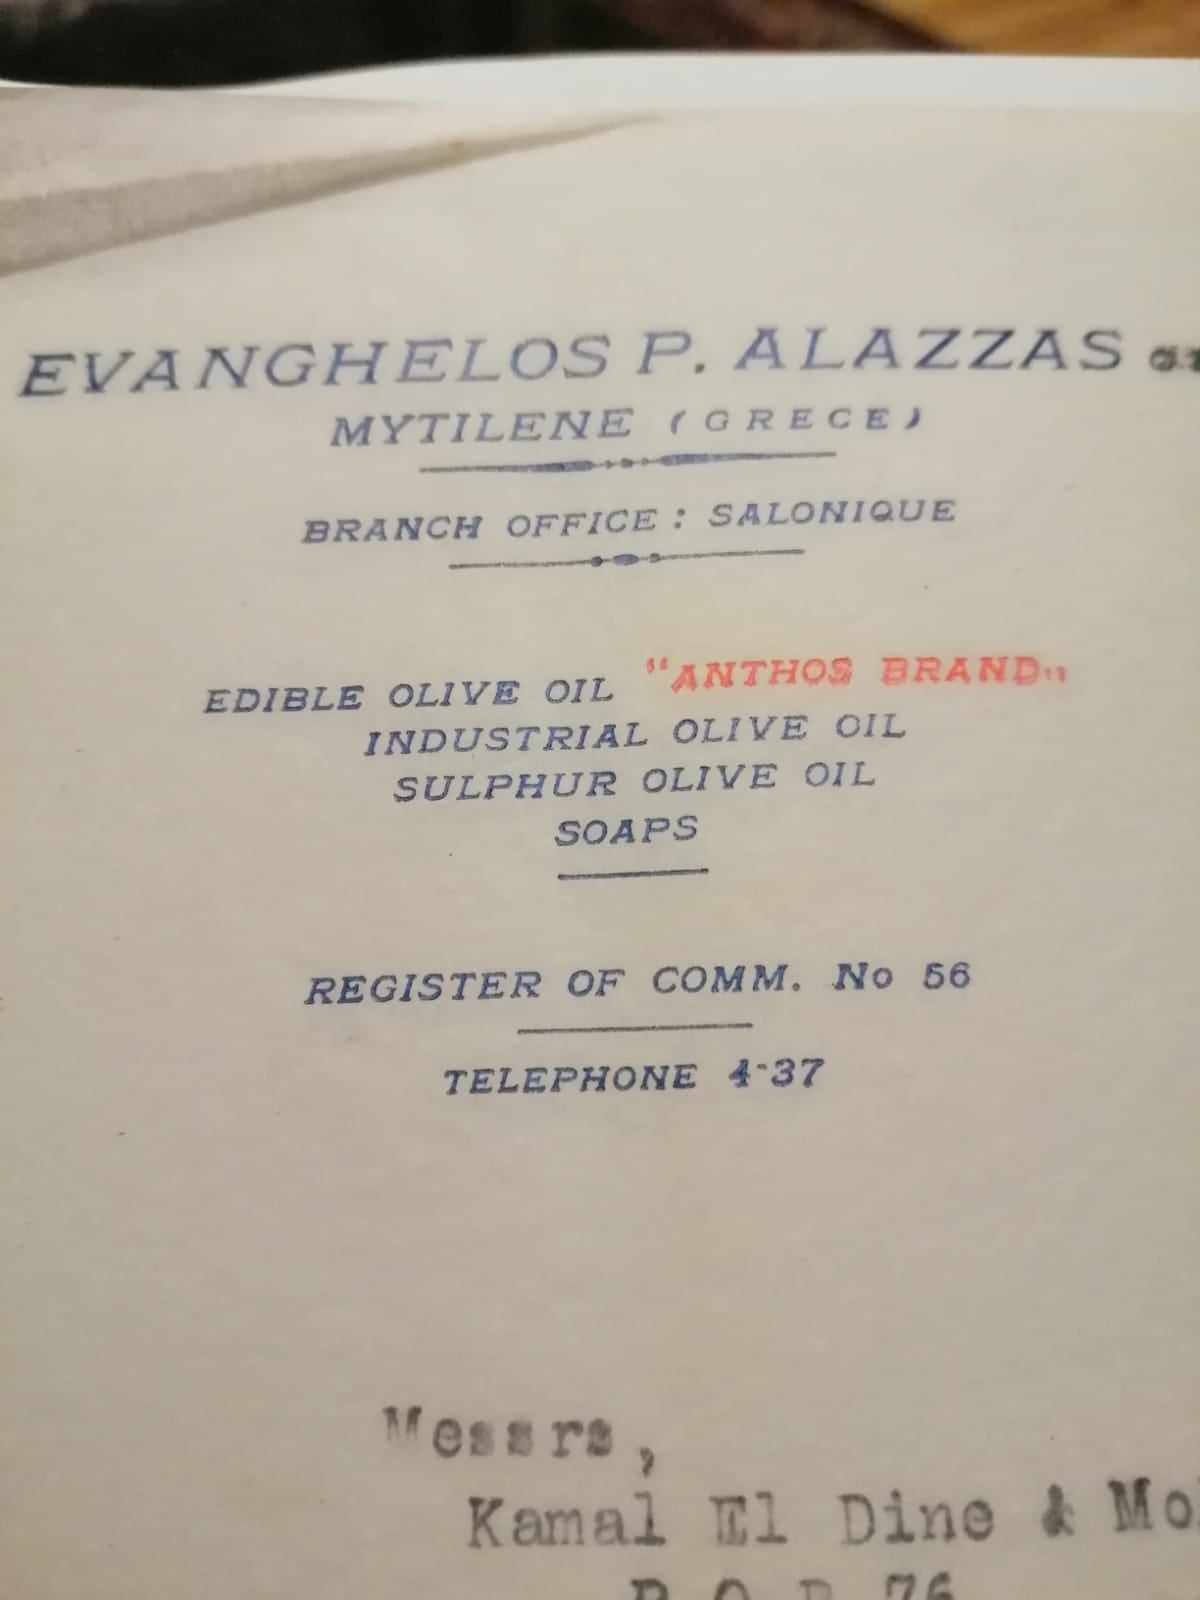 EVANGHELOS P. ALAZZAS
MYTILENE (GRECE)
BRANCH OFFICE: SALONIQUE
EDIBLE OLIVE OIL "ANTHOS BRAND"
INDUSTRIAL OLIVE OIL
SULPHUR OLIVE OIL
SOAPS
REGISTER OF COMM. No 56
TELEPHONE 4-37
Messrs,
Kamal El Dine &
76